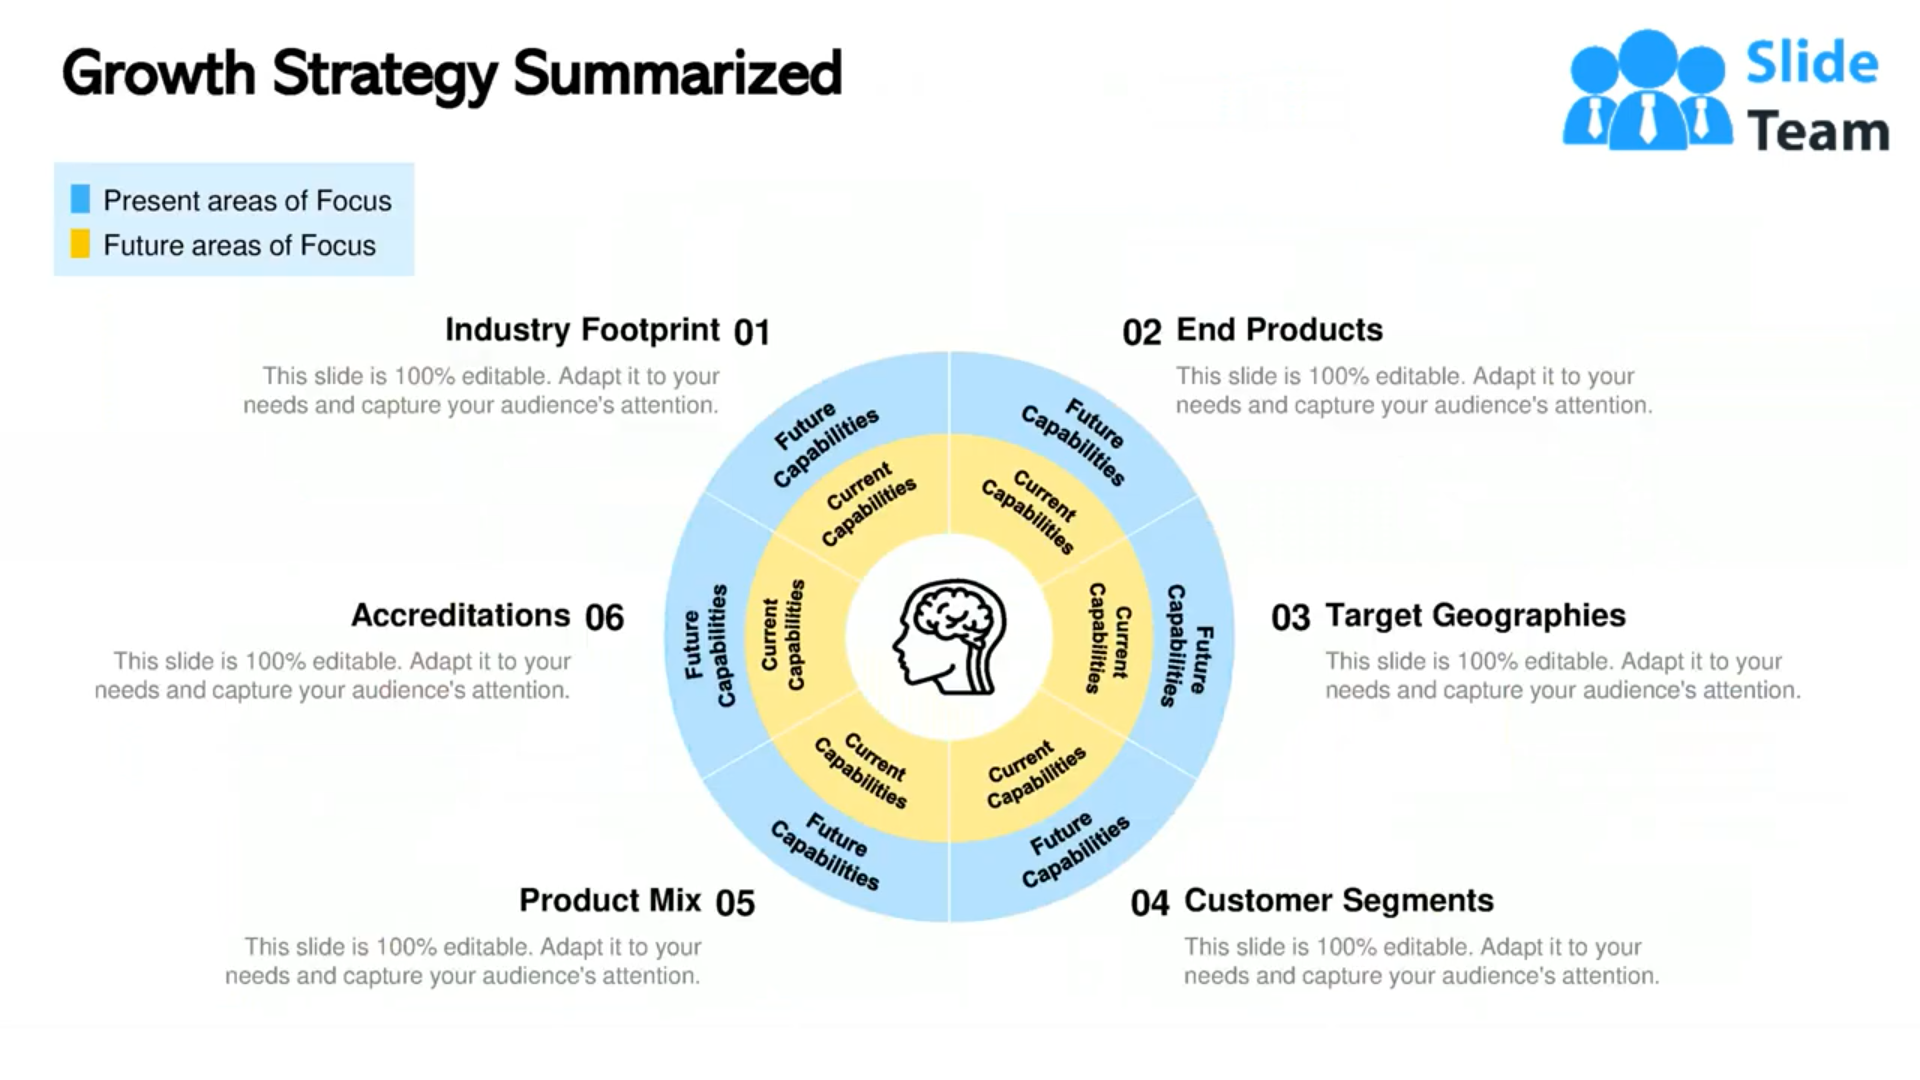 Growth Strategy Summarized
Slide
Team
Present areas of Focus
Future areas of Focus
Industry Footprint 01
This slide is 100% editable. Adapt it to your
needs and capture your audience's attention.
02 End Products
This slide is 100% editable. Adapt it to your
needs and capture your audience's attention.
Future
Capabilities
Current
Capabilities
Future
Capabilities
Current
Capabilities
Accreditations 06
This slide is 100% editable. Adapt it to your
needs and capture your audience's attention.
Future
Capabilities
Current
Capabilities
Current
Capabilities
Future
Capabilities
03 Target Geographies
This slide is 100% editable. Adapt it to your
needs and capture your audience's attention.
Current
Capabilities
Future
Capabilities
Current
Capabilities
Future
Capabilities
Product Mix 05
This slide is 100% editable. Adapt it to your
needs and capture your audience's attention.
04 Customer Segments
This slide is 100% editable. Adapt it to your
needs and capture your audience's attention.